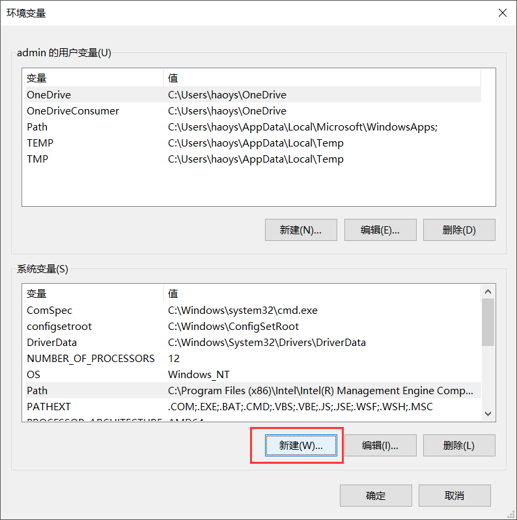 环境变量
admin 的用户变量(U)
变量 值
OneDrive C:\Users\haoys\OneDrive
OneDriveConsumer C:\Users\haoys\OneDrive
Path C:\Users\haoys\AppData\Local\Microsoft\WindowsApps;
TEMP C:\Users\haoys\AppData\Local\Temp
TMP C:\Users\haoys\AppData\Local\Temp
新建(N)... 编辑(E)... 删除(D)
系统变量(S)
变量 值
ComSpec C:\Windows\system32\cmd.exe
configsetroot C:\Windows\ConfigSetRoot
DriverData C:\Windows\System32\Drivers\DriverData
NUMBER_OF_PROCESSORS 12
OS Windows_NT
Path C:\Program Files (x86)\Intel\Intel(R) Management Engine Comp...
PATHEXT .COM;.EXE;.BAT;.CMD;.VBS;.VBE;.JS;.JSE;.WSF;.WSH;.MSC
PROCESSOR_ARCHITECTURE AMD64
新建(W)... 编辑(I)... 删除(L)
确定 取消